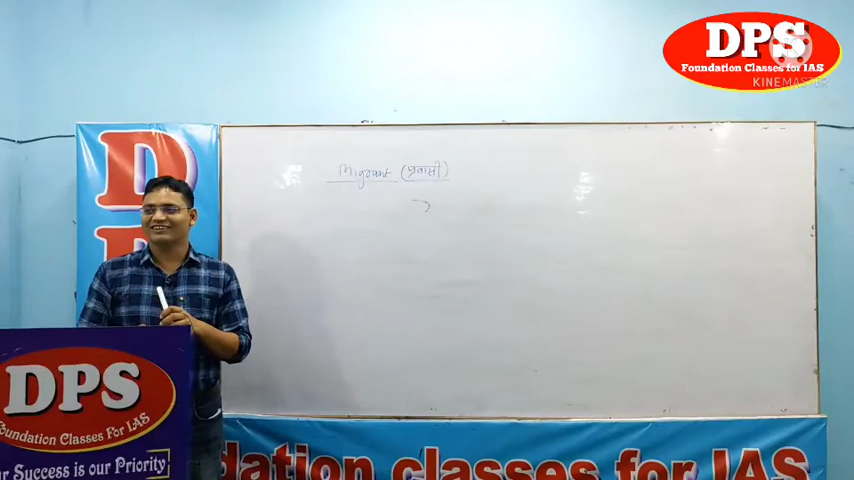 DPS
Foundation Classes for IAS
KINEMASTER
Migrant (प्रवासी)
D
DPS
Foundation Classes for IAS
r Success is our Priority
dation classes for IAS